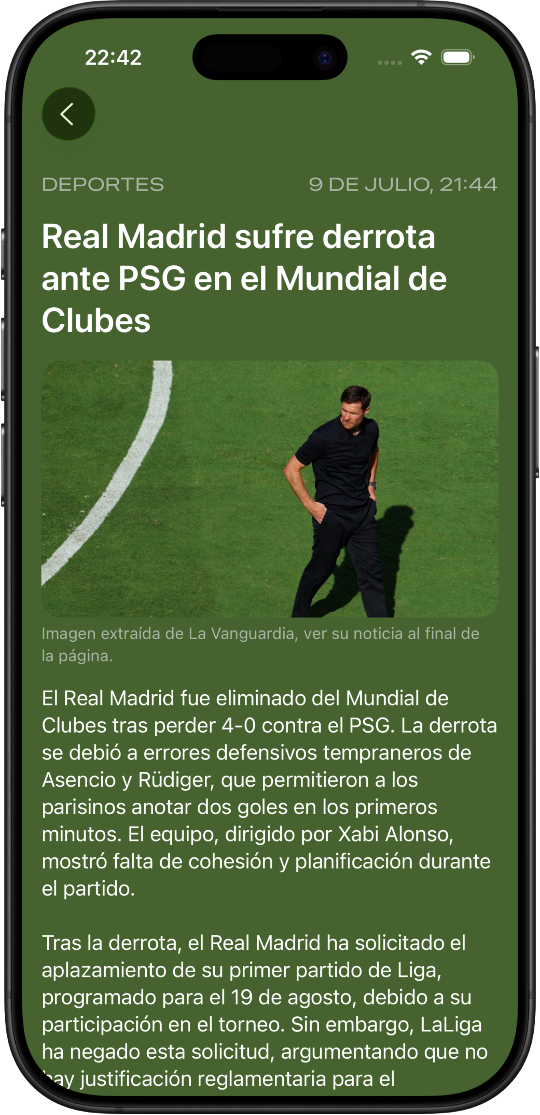 22:42
DEPORTES
9 DE JULIO, 21:44
Real Madrid sufre derrota
ante PSG en el Mundial de
Clubes
Imagen extraída de La Vanguardia, ver su noticia al final de
la página.
El Real Madrid fue eliminado del Mundial de
Clubes tras perder 4-0 contra el PSG. La derrota
se debió a errores defensivos tempraneros de
Asencio y Rüdiger, que permitieron a los
parisinos anotar dos goles en los primeros
minutos. El equipo, dirigido por Xabi Alonso,
mostró falta de cohesión y planificación durante
el partido.
Tras la derrota, el Real Madrid ha solicitado el
aplazamiento de su primer partido de Liga,
programado para el 19 de agosto, debido a su
participación en el torneo. Sin embargo, LaLiga
ha negado esta solicitud, argumentando que no
hay justificación reglamentaria para el